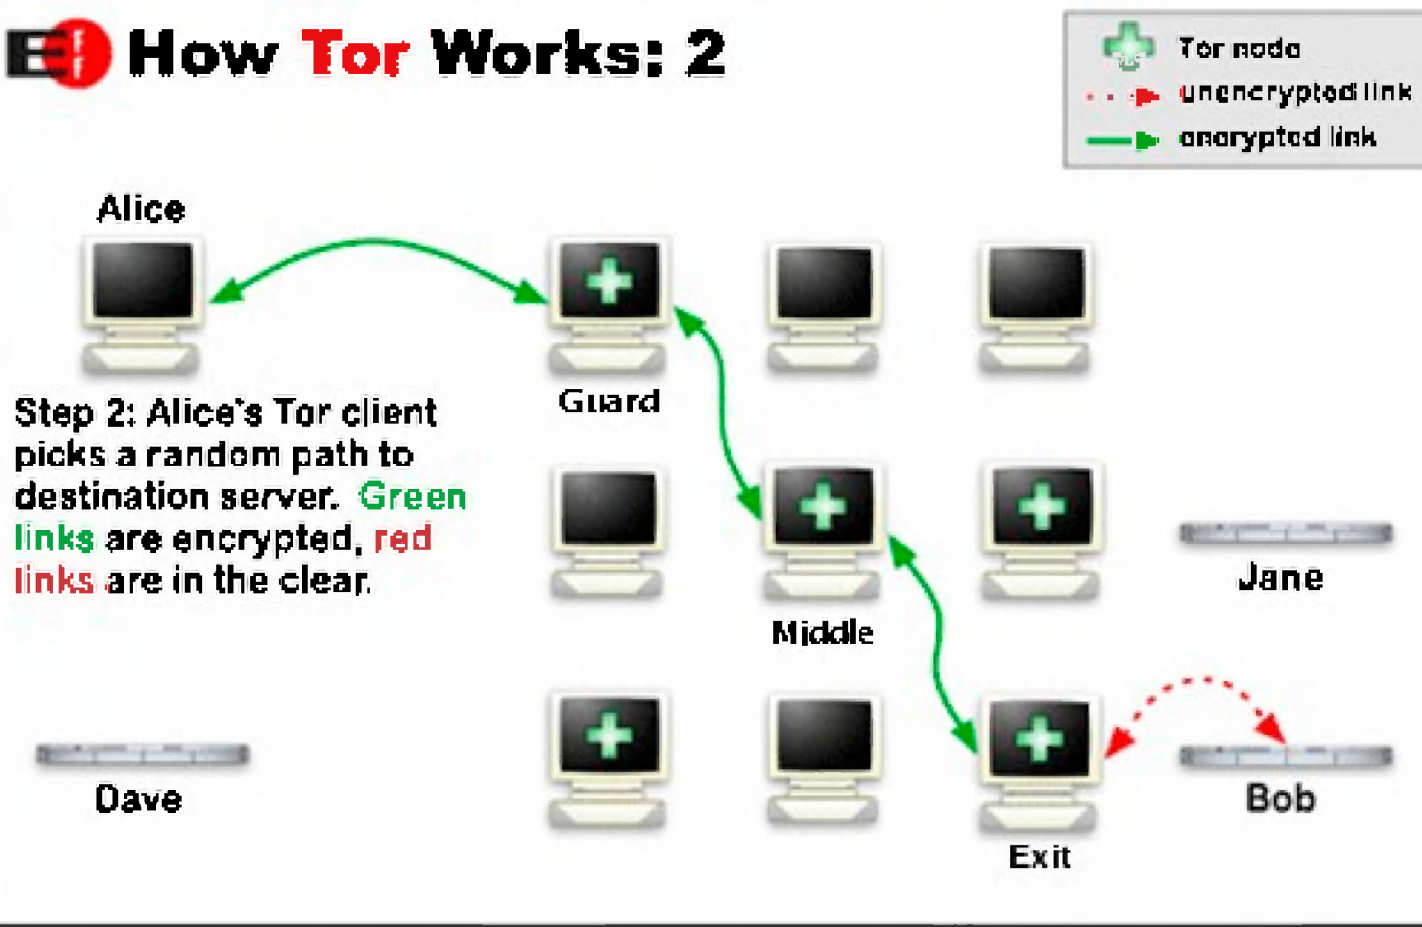 EFF How Tor Works: 2
Tor node
unencrypted link
encrypted link
Alice
Step 2: Alice's Tor client
picks a random path to
destination server. Green
links are encrypted, red
links are in the clear.
Guard
Middle
Jane
Dave
Bob
Exit